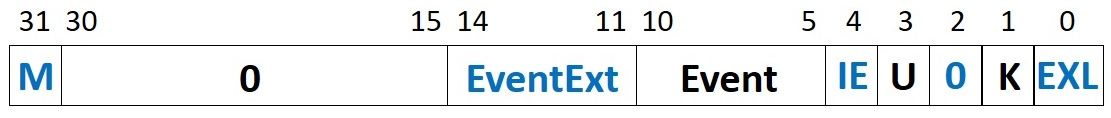 31 30 15 14 11 10 5 4 3 2 1 0
M 0 EventExt Event IE U 0 K EXL